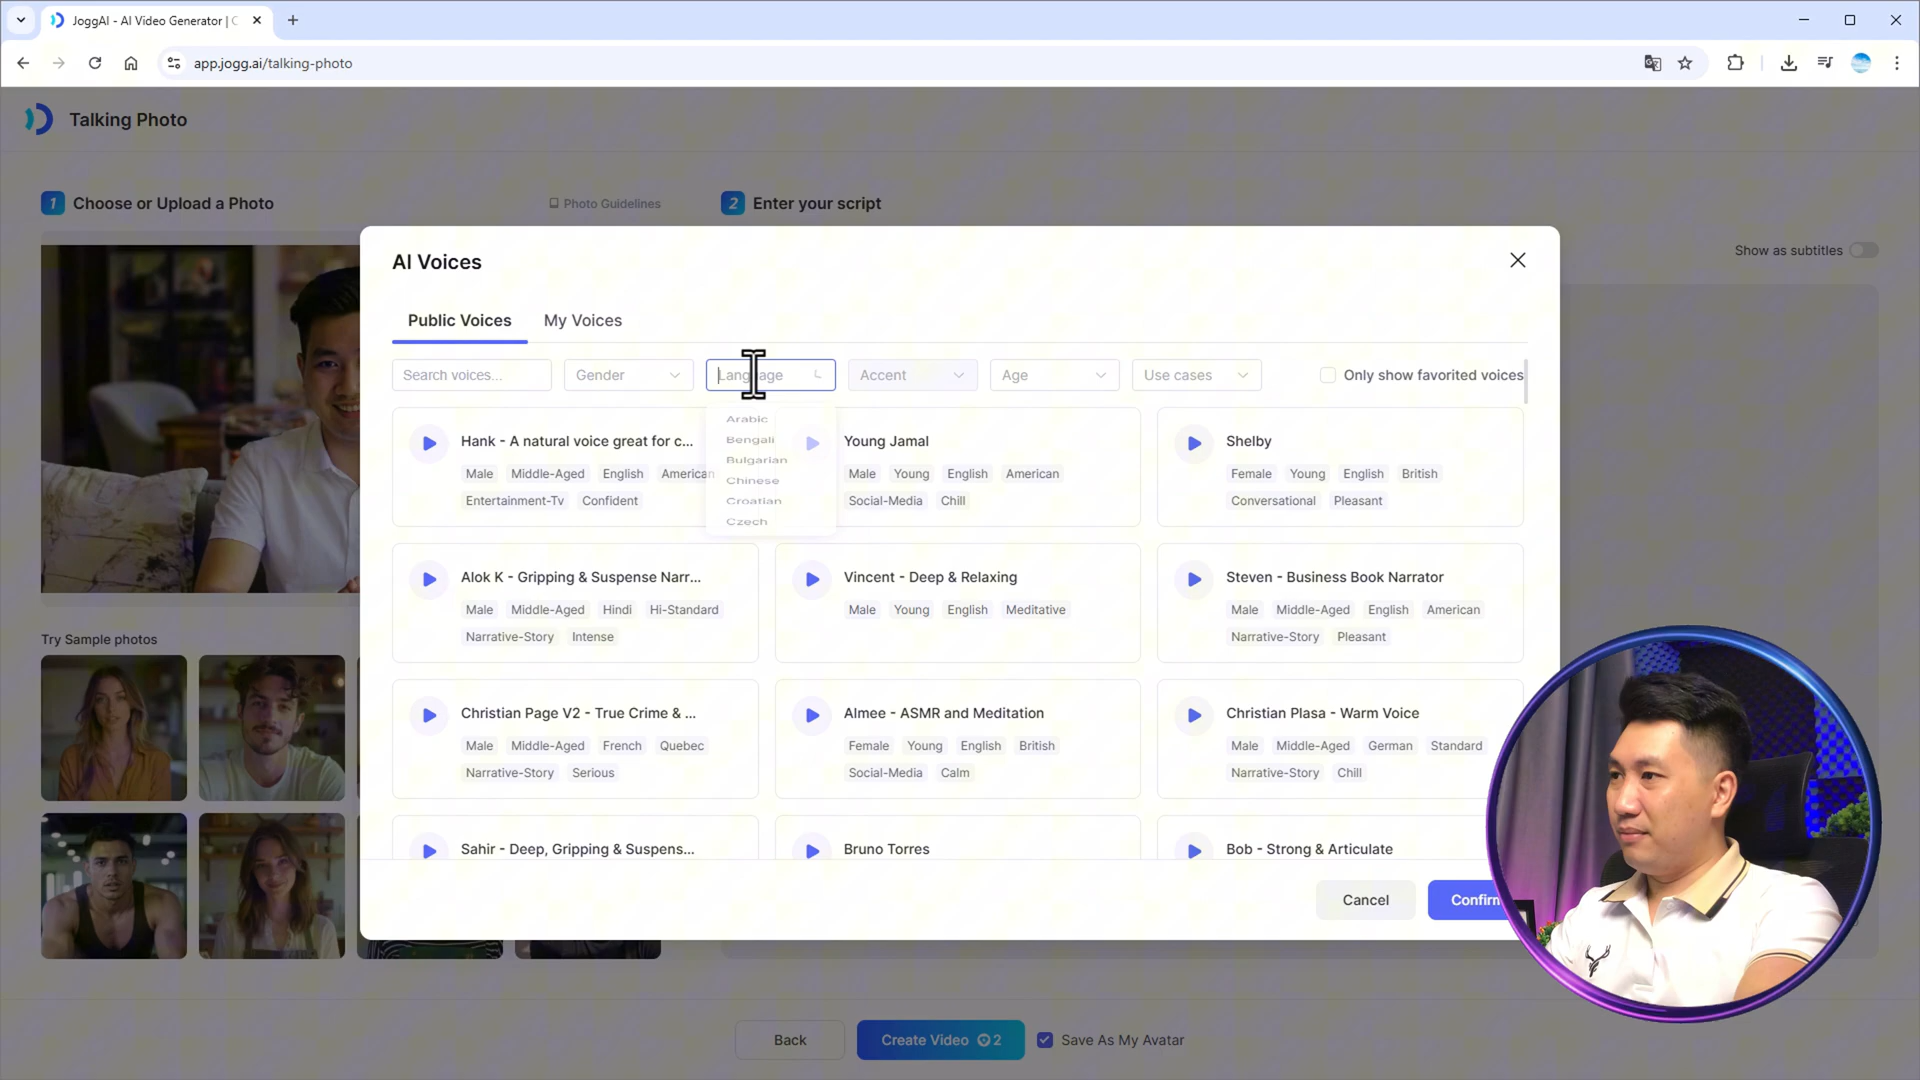 JoggAI - AI Video Generator | C
app.jogg.ai/talking-photo
Talking Photo
1 Choose or Upload a Photo
Photo Guidelines
2 Enter your script
Show as subtitles
AI Voices
Public Voices
My Voices
Search voices...
Gender
Language
Accent
Age
Use cases
Only show favorited voices
Arabic
Bengali
Bulgarian
Chinese
Croatian
Czech
Hank - A natural voice great for c...
Male Middle-Aged English American
Entertainment-Tv Confident
Young Jamal
Male Young English American
Social-Media Chill
Shelby
Female Young English British
Conversational Pleasant
Alok K - Gripping & Suspense Narr...
Male Middle-Aged Hindi Hi-Standard
Narrative-Story Intense
Vincent - Deep & Relaxing
Male Young English Meditative
Steven - Business Book Narrator
Male Middle-Aged English American
Narrative-Story Pleasant
Christian Page V2 - True Crime & ...
Male Middle-Aged French Quebec
Narrative-Story Serious
AImee - ASMR and Meditation
Female Young English British
Social-Media Calm
Christian Plasa - Warm Voice
Male Middle-Aged German Standard
Narrative-Story Chill
Sahir - Deep, Gripping & Suspens...
Bruno Torres
Bob - Strong & Articulate
Cancel
Confirm
Try Sample photos
Back
Create Video 2
Save As My Avatar